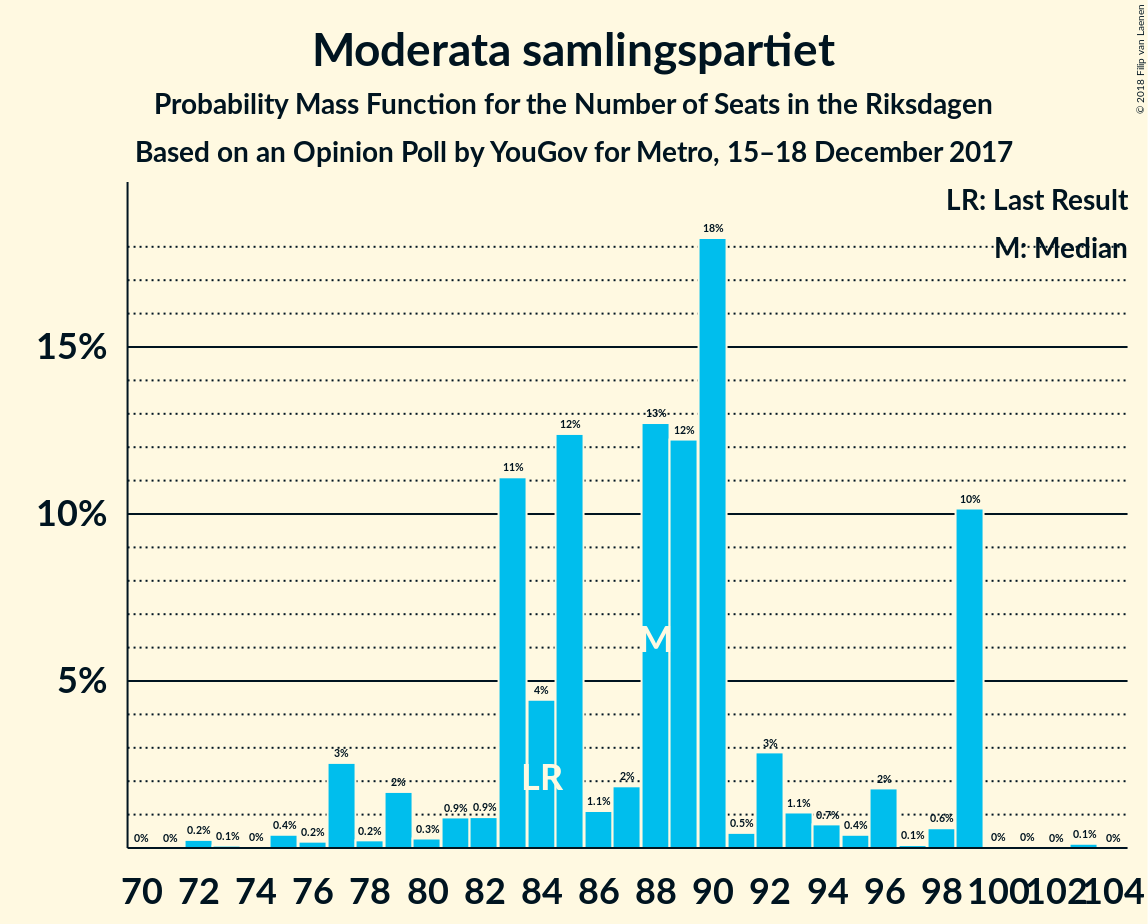 Moderata samlingspartiet
Probability Mass Function for the Number of Seats in the Riksdagen
Based on an Opinion Poll by YouGov for Metro, 15–18 December 2017
© 2018 Filip van Laenen
LR: Last Result
M: Median
15%
10%
5%
0% 0% 0.2% 0.1% 0% 0.4% 0.2% 3% 0.2% 2% 0.3% 0.9% 0.9% 11% 4% 12% 1.1% 2% 13% 12% 18% 0.5% 3% 1.1% 0.7% 0.4% 2% 0.1% 0.6% 10% 0% 0% 0% 0.1% 0%
M
LR
70 72 74 76 78 80 82 84 86 88 90 92 94 96 98 100 102 104